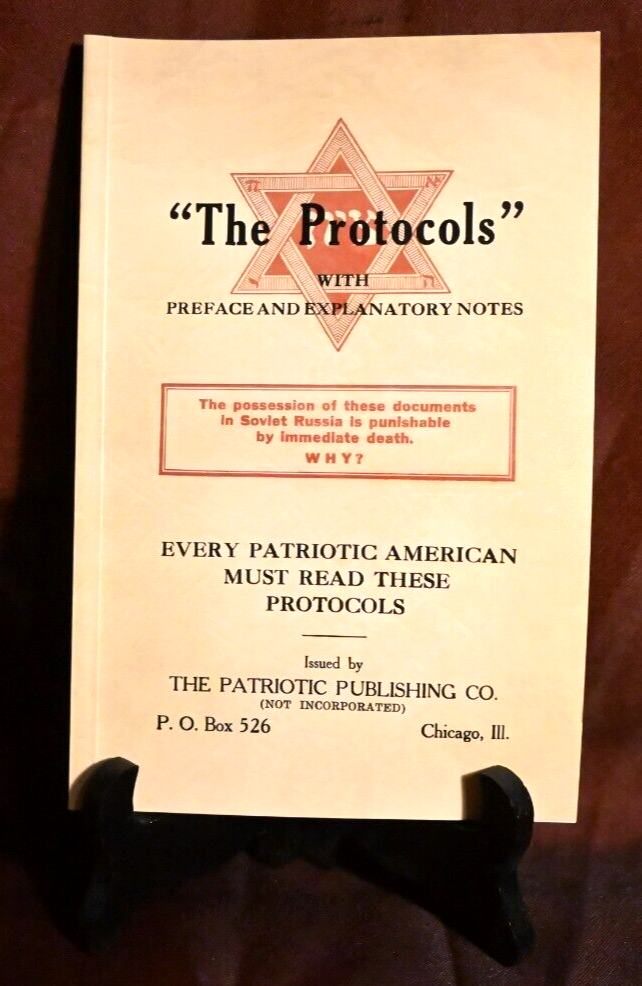 "The Protocols"
WITH
PREFACE AND EXPLANATORY NOTES
The possession of these documents
in Soviet Russia is punishable
by immediate death.
WHY?
EVERY PATRIOTIC AMERICAN
MUST READ THESE
PROTOCOLS
Issued by
THE PATRIOTIC PUBLISHING CO.
(NOT INCORPORATED)
P. O. Box 526 Chicago, Ill.